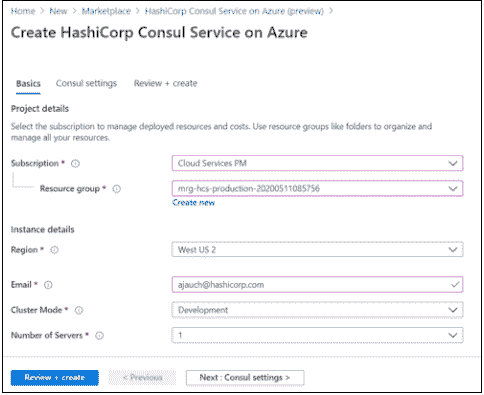 Home > New > Marketplace > HashiCorp Consul Service on Azure (preview) >
Create HashiCorp Consul Service on Azure
Basics Consul settings Review + create
Project details
Select the subscription to manage deployed resources and costs. Use resource groups like folders to organize and
manage all your resources.
Subscription * Cloud Services PM
Resource group * mrg-hcs-production-20200511085756
Create new
Instance details
Region * West US 2
Email * ajauch@hashicorp.com
Cluster Mode * Development
Number of Servers * 1
Review + create < Previous Next : Consul settings >